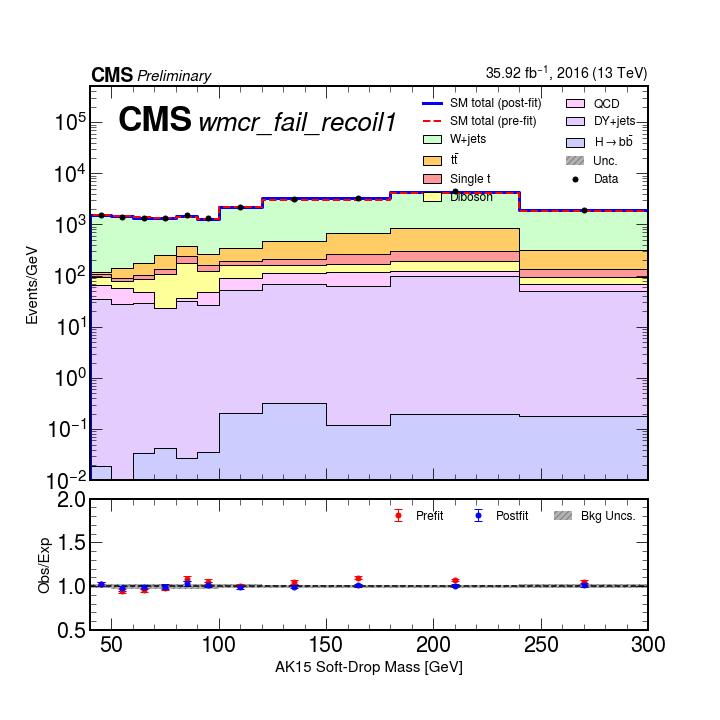 CMS Preliminary
35.92 fb⁻¹, 2016 (13 TeV)
CMS wmcr_fail_recoil1
SM total (post-fit)
SM total (pre-fit)
W+jets
tt̄
Single t
Diboson
QCD
DY+jets
H→bb̄
Unc.
Data
Events/GeV
10⁵
10⁴
10³
10²
10¹
10⁰
10⁻¹
10⁻²
Prefit
Postfit
Bkg Uncs.
Obs/Exp
2.0
1.5
1.0
0.5
50 100 150 200 250 300
AK15 Soft-Drop Mass [GeV]